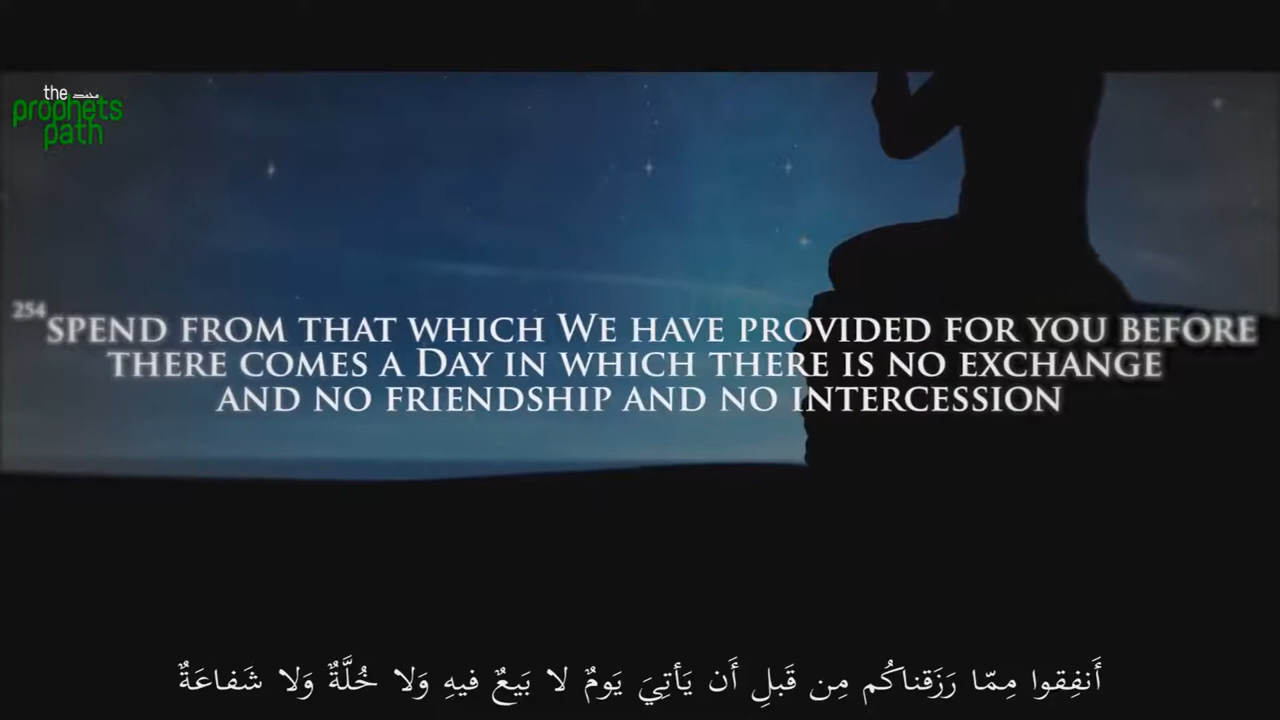 the
prophets
path
254 SPEND FROM THAT WHICH WE HAVE PROVIDED FOR YOU BEFORE
THERE COMES A DAY IN WHICH THERE IS NO EXCHANGE
AND NO FRIENDSHIP AND NO INTERCESSION
أَنفِقوا مِمّا رَزَقناكُم مِن قَبلِ أَن يَأتِيَ يَومٌ لا بَيعٌ فيهِ وَلا خُلَّةٌ وَلا شَفاعَةٌ